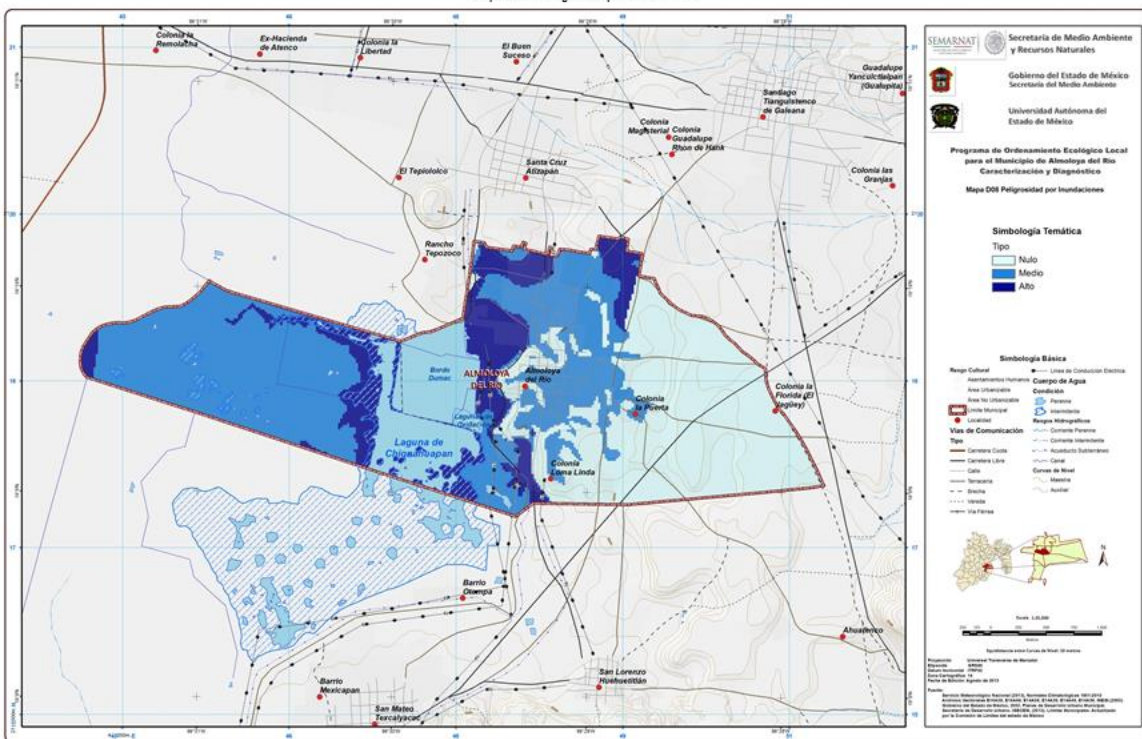 Colonia la
Remolacha
Ex-Hacienda
de Atenco
Colonia la
Libertad
El Buen
Suceso
Guadalupe
Yancuictlalpan
(Gualupita)
Santiago
Tianguistenco
de Galeana
Colonia
Magisterial
Colonia
Guadalupe
Rhon de Hank
Colonia las
Granjas
El Tepiololco
Santa Cruz
Atizapán
Rancho
Tepozoco
Bordo
Dumac
ALMOLOYA
DEL RÍO
Almoloya
del Río
Colonia
la Puerta
Colonia la
Florida (El
Jagüey)
Laguna de
Chignahuapan
Colonia
Loma Linda
Barrio
Otampa
Ahuatenco
Barrio
Mexicapan
San Mateo
Texcalyacac
San Lorenzo
Huehuetitlán
SEMARNAT
Secretaría de Medio Ambiente
y Recursos Naturales
Gobierno del Estado de México
Secretaría del Medio Ambiente
Universidad Autónoma del
Estado de México
Programa de Ordenamiento Ecológico Local
para el Municipio de Almoloya del Río
Caracterización y Diagnóstico
Mapa D08 Peligrosidad por Inundaciones
Simbología Temática
Tipo
Nulo
Medio
Alto
Simbología Básica
Rasgo Cultural
Asentamientos Humanos
Área Urbanizable
Área No Urbanizable
Límite Municipal
Localidad
Vías de Comunicación
Tipo
Carretera Cuota
Carretera Libre
Calle
Terracería
Brecha
Vereda
Vía Férrea
Línea de Conducción Eléctrica
Cuerpo de Agua
Condición
Perenne
Intermitente
Rasgos Hidrográficos
Corriente Perenne
Corriente Intermitente
Acueducto Subterráneo
Canal
Curvas de Nivel
Maestra
Auxiliar
N